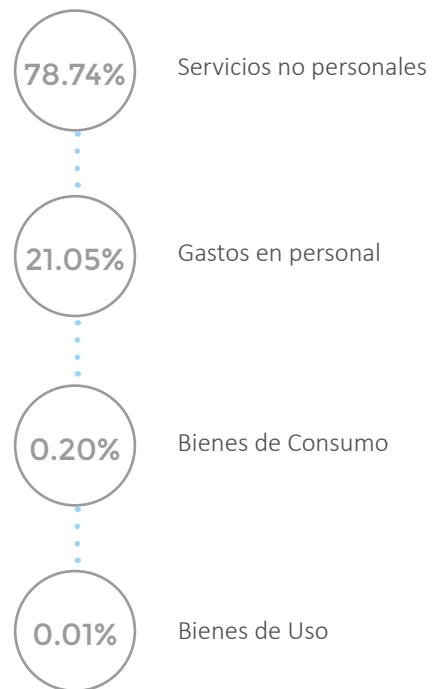 78.74% Servicios no personales
21.05% Gastos en personal
0.20% Bienes de Consumo
0.01% Bienes de Uso